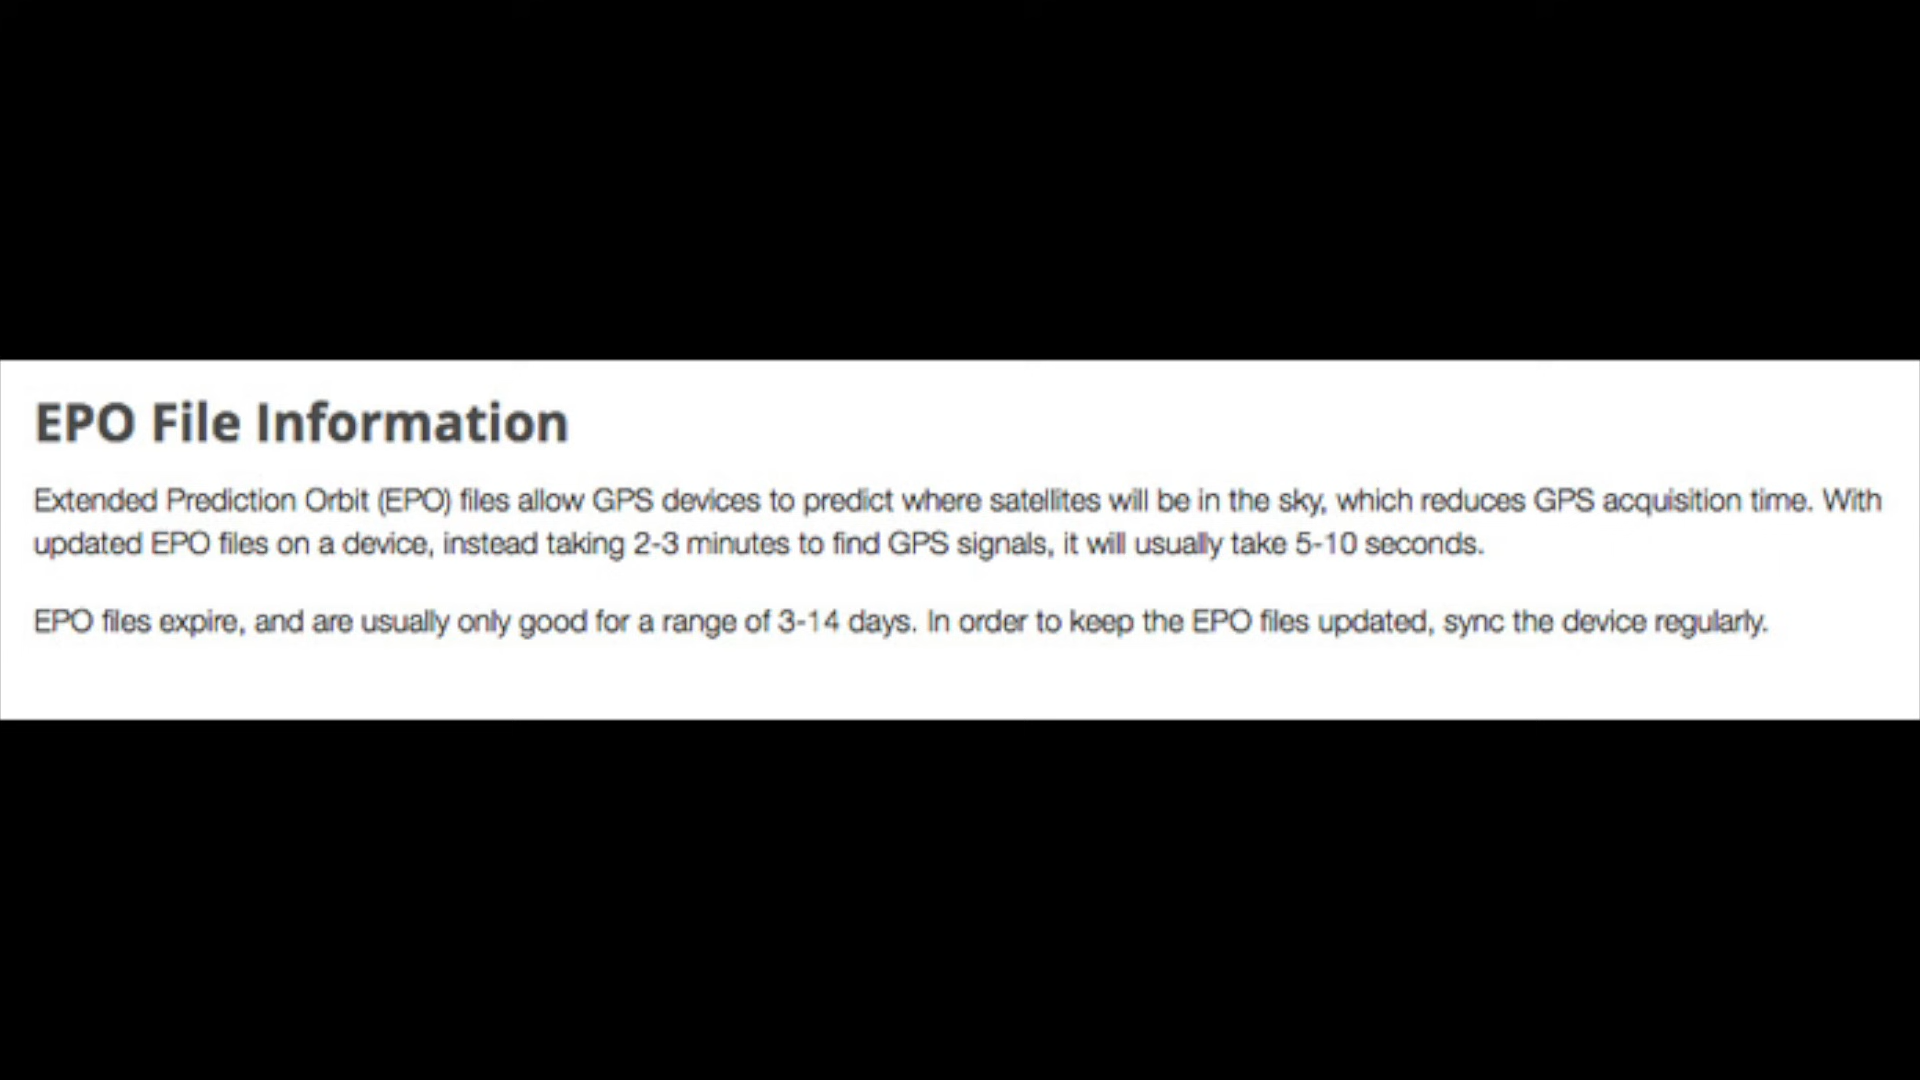 EPO File Information
Extended Prediction Orbit (EPO) files allow GPS devices to predict where satellites will be in the sky, which reduces GPS acquisition time. With
updated EPO files on a device, instead taking 2-3 minutes to find GPS signals, it will usually take 5-10 seconds.
EPO files expire, and are usually only good for a range of 3-14 days. In order to keep the EPO files updated, sync the device regularly.